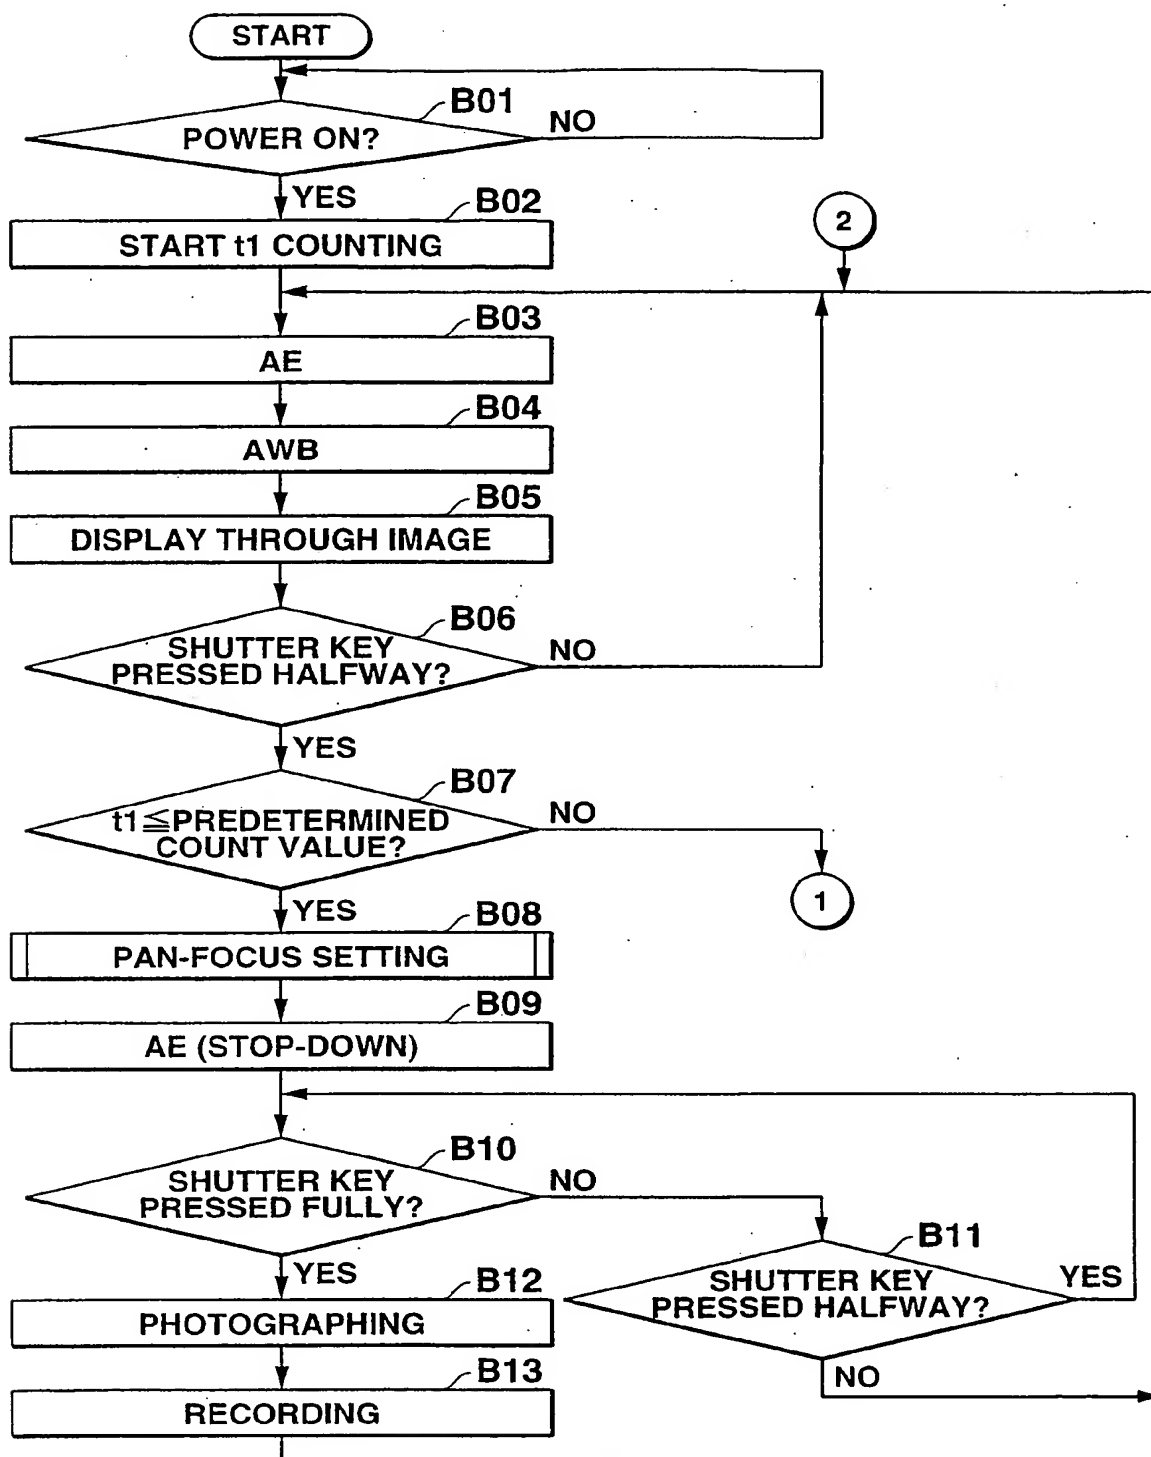 START
B01
POWER ON?
NO
YES
B02
START t1 COUNTING
2
B03
AE
B04
AWB
B05
DISPLAY THROUGH IMAGE
B06
SHUTTER KEY
PRESSED HALFWAY?
NO
YES
B07
t1≦PREDETERMINED
COUNT VALUE?
NO
1
YES
B08
PAN-FOCUS SETTING
B09
AE (STOP-DOWN)
B10
SHUTTER KEY
PRESSED FULLY?
NO
B11
SHUTTER KEY
PRESSED HALFWAY?
YES
NO
YES
B12
PHOTOGRAPHING
B13
RECORDING